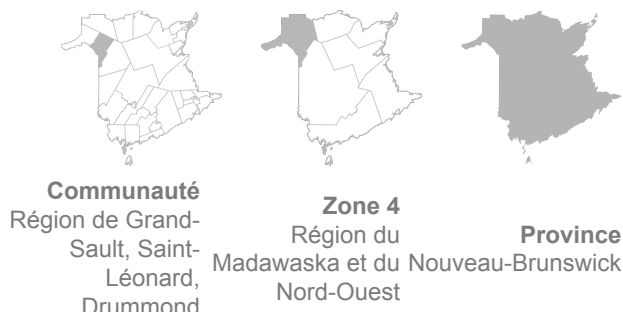 Communauté
Région de Grand-
Sault, Saint-
Léonard,
Drummond
Zone 4
Région du
Madawaska et du
Nord-Ouest
Province
Nouveau-Brunswick